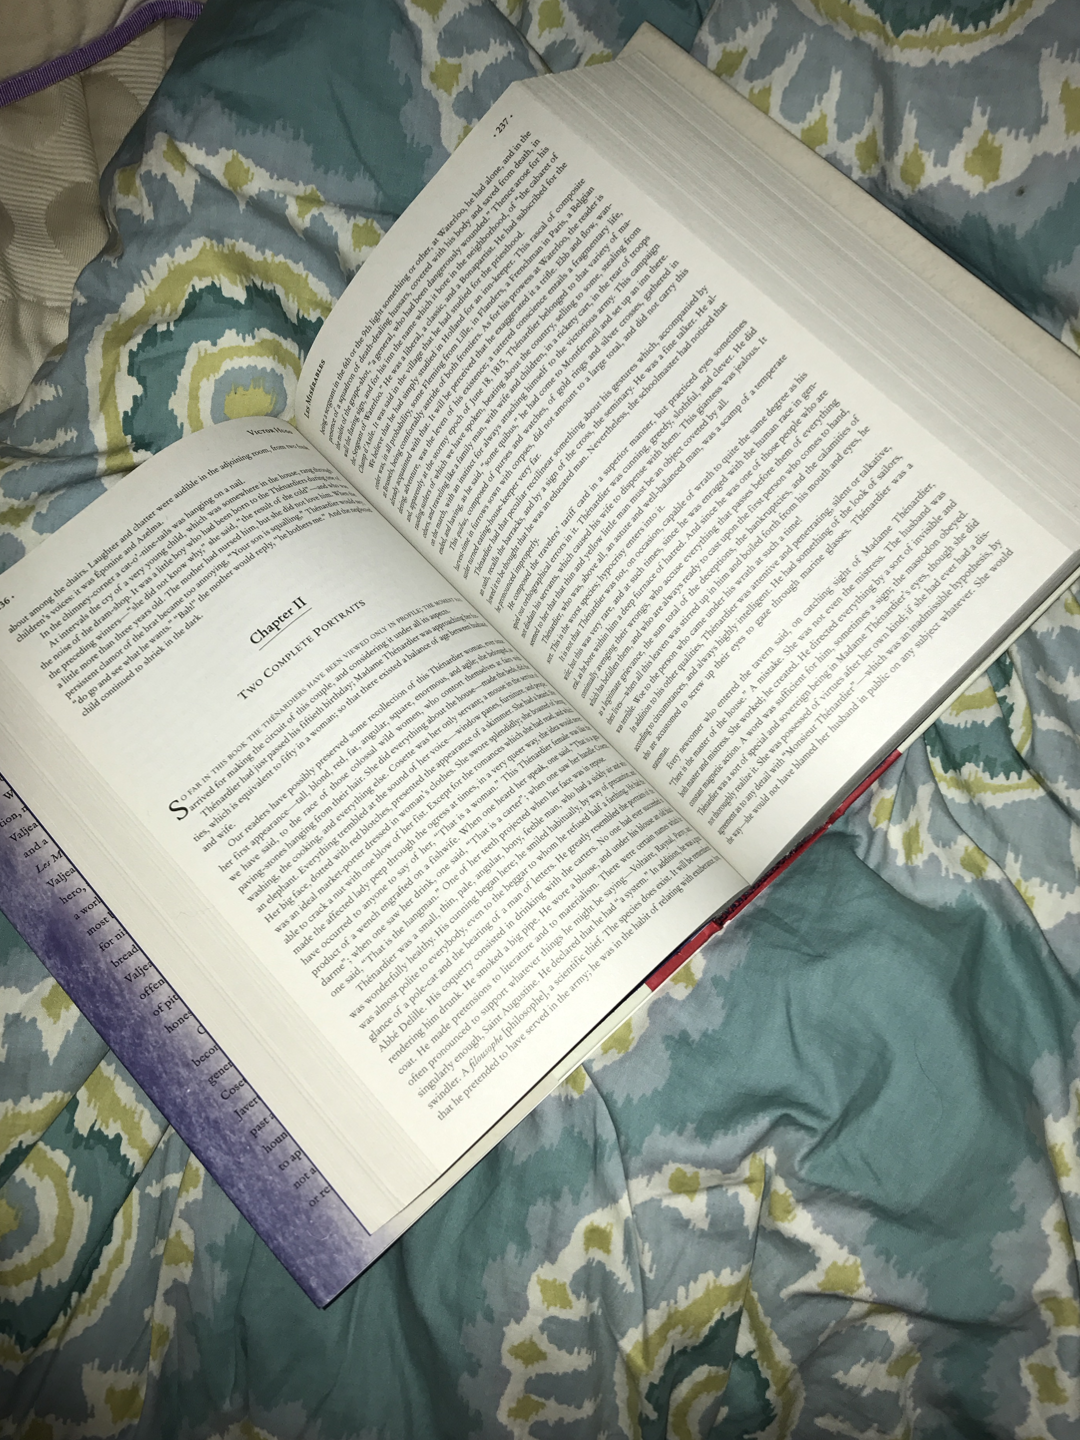 Victor Hugo
about among the chairs. Laughter and chatter were audible in the adjoining room, from two
children's voices: it was Éponine and Azelma.
In the chimney-corner a cat-o'-nine-tails was hanging on a nail.
At intervals the cry of a very young child, which was somewhere in the house, rang through
the noise of the dramshop. It was a little boy who had been born to the Thénardiers during one of
the preceding winters—"she did not know why," she said, "the result of the cold"—and
a little more than three years old. The mother had nursed him, but she did not love him. When the
persistent clamor of the brat became too annoying, "Your son is squalling," Thénardier would
"do go and see what he wants." "Bah!" the mother would reply, "he bothers me." And the neglected
child continued to shriek in the dark.
Chapter II
Two Complete Portraits
So far in this book the Thénardiers have been viewed only in profile; the moment
arrived for making the circuit of this couple, and considering it under all its aspects.
Thénardier had just passed his fiftieth birthday; Madame Thénardier was approaching her
ties, which is equivalent to fifty in a woman; so that there existed a balance of age between husband
and wife.
Our readers have possibly preserved some recollection of this Thénardier woman, ever since
her first appearance—tall, blond, red, fat, angular, square, enormous, and agile; she belonged,
we have said, to the race of those colossal wild women, who contort themselves at fairs with
paving-stones hanging from their hair. She did everything about the house—made the beds, did the
washing, the cooking, and everything else. Cosette was her only servant; a mouse in the service
an elephant. Everything trembled at the sound of her voice—window panes, furniture, and people.
Her big face, dotted with red blotches, presented the appearance of a skimmer. She had a beard.
was an ideal market-porter dressed in woman's clothes. She swore splendidly; she boasted of being
able to crack a nut with one blow of her fist. Except for the romances which she had read, and which
made the affected lady peep through the ogress at times, in a very queer way, the idea would
have occurred to anyone to say of her, "That is a woman." This Thénardier female was like the
product of a wench engrafted on a fishwife. When one heard her speak, one said, "That is a gen-
darme"; when one saw her drink, one said, "That is a carter"; when one saw her handle Cosette,
one said, "That is the hangman." One of her teeth projected when her face was in repose.
Thénardier was a small, thin, pale, angular, bony, feeble man, who had a sickly air and
was wonderfully healthy. His cunning began here; he smiled habitually, by way of precaution,
was almost polite to everybody, even to the beggar to whom he refused half a farthing. He had the
glance of a pole-cat and the bearing of a man of letters. He greatly resembled the portraits of the
Abbé Delille. His coquetry consisted in drinking with the carters. No one had ever succeeded in
rendering him drunk. He smoked a big pipe. He wore a blouse, and under his blouse an old black
coat. He made pretensions to literature and to materialism. There were certain names which he
often pronounced to support whatever things he might be saying—Voltaire, Raynal, Parny, and,
singularly enough, Saint Augustine. He declared that he had "a system." In addition, he was a great
swindler. A filousophe [philosophe], a scientific thief. The species does exist. It will be remembered
that he pretended to have served in the army; he was in the habit of relating with exuberance
Les Misérables
being a sergeant in the 6th or the 9th light something or other, at Waterloo, he had alone, and in the
presence of a squadron of death-dealing hussars, covered with his body and saved from death, in
the midst of the grape-shot, "a general, who had been dangerously wounded." Thence arose for his
wall the flaring sign, and for his inn the name which it bore in the neighborhood, of "the cabaret of
the Sergeant of Waterloo." He was a liberal, a classic, and a Bonapartist. He had subscribed for the
Champ d'Asile. It was said in the village that he had studied for the priesthood.
We believe that he had simply studied in Holland for an inn-keeper. This rascal of composite
order was, in all probability, some Fleming from Lille, in Flanders, a Frenchman in Paris, a Belgian
at Brussels, being comfortably astride of both frontiers. As for his prowess at Waterloo, the reader is
already acquainted with that. It will be perceived that he exaggerated it a trifle. Ebb and flow, wan-
dering, adventure, was the leven of his existence; a tattered conscience entails a fragmentary life,
and, apparently at the stormy epoch of June 18, 1815, Thénardier belonged to that variety of ma-
rauding sutlers of which we have spoken, beating about the country, selling to some, stealing from
others, and travelling like a family man, with wife and children, in a rickety cart, in the rear of troops
on the march, with an instinct for always attaching himself to the victorious army. This campaign
ended, and having, as he said, "some quibus," he had come to Montfermeil and set up an inn there.
This quibus, composed of purses and watches, of gold rings and silver crosses, gathered in
harvest-time in furrows sown with corpses, did not amount to a large total, and did not carry this
sutler turned eating-house-keeper very far.
Thénardier had that peculiar rectilinear something about his gestures which, accompanied by
an oath, recalls the barracks, and by a sign of the cross, the seminary. He was a fine talker. He al-
lowed it to be thought that he was an educated man. Nevertheless, the schoolmaster had noticed that
he pronounced improperly.
He composed the travellers' tariff card in a superior manner, but practised eyes sometimes
spied out orthographical errors in it. Thénardier was cunning, greedy, slothful, and clever. He did
not disdain his servants, which caused his wife to dispense with them. This giantess was jealous. It
seemed to her that that thin and yellow little man must be an object coveted by all.
Thénardier, who was, above all, an astute and well-balanced man, was a scamp of a temperate
sort. This is the worst species; hypocrisy enters into it.
It is not that Thénardier was not, on occasion, capable of wrath to quite the same degree as his
wife; but this was very rare, and at such times, since he was enraged with the human race in gen-
eral, as he bore within him a deep furnace of hatred. And since he was one of those people who are
continually avenging their wrongs, who accuse everything that passes before them of everything
which has befallen them, and who are always ready to cast upon the first person who comes to hand,
as a legitimate grievance, the sum total of the deceptions, the bankruptcies, and the calamities of
their lives—when all this leaven was stirred up in him and boiled forth from his mouth and eyes, he
was terrible. Woe to the person who came under his wrath at such a time!
In addition to his other qualities, Thénardier was attentive and penetrating, silent or talkative,
according to circumstances, and always highly intelligent. He had something of the look of sailors,
who are accustomed to screw up their eyes to gaze through marine glasses. Thénardier was a
statesman.
Every newcomer who entered the tavern said, on catching sight of Madame Thénardier,
"There is the master of the house." A mistake. She was not even the mistress. The husband was
both master and mistress. She worked; he created. He directed everything by a sort of invisible and
constant magnetic action. A word was sufficient for him, sometimes a sign; the mastodon obeyed.
Thénardier was a sort of special and sovereign being in Madame Thénardier's eyes, though she did
not thoroughly realize it. She was possessed of virtues after her own kind; if she had ever had a dis-
agreement as to any detail with "Monsieur Thénardier"—which was an inadmissible hypothesis, by
the way—she would not have blamed her husband in public on any subject whatever. She would
· 237 ·
Valjea
and a
Les M
Valjea
hero,
a worl
most
for ni
bread
Valjea
offen
of pit
hones
becom
gener
Cose
Javer
past a
houn
to ap
not a
or re